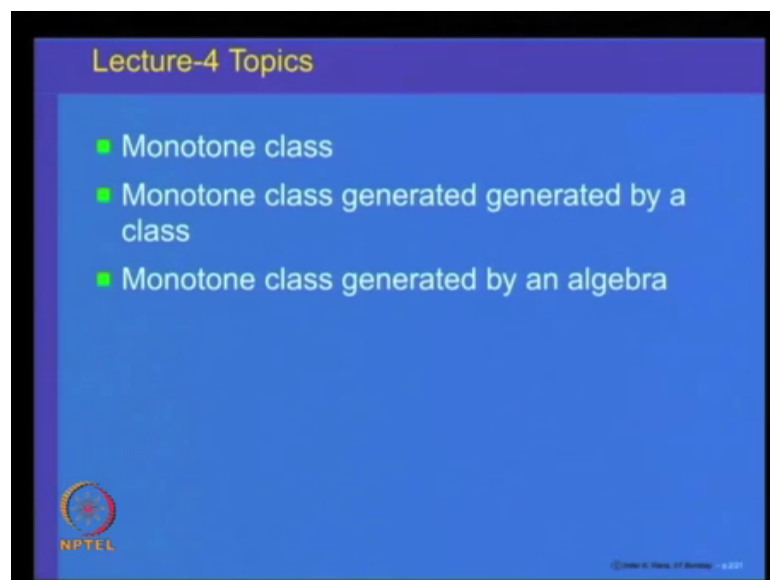 Lecture-4 Topics
Monotone class
Monotone class generated generated by a
class
Monotone class generated by an algebra
NPTEL